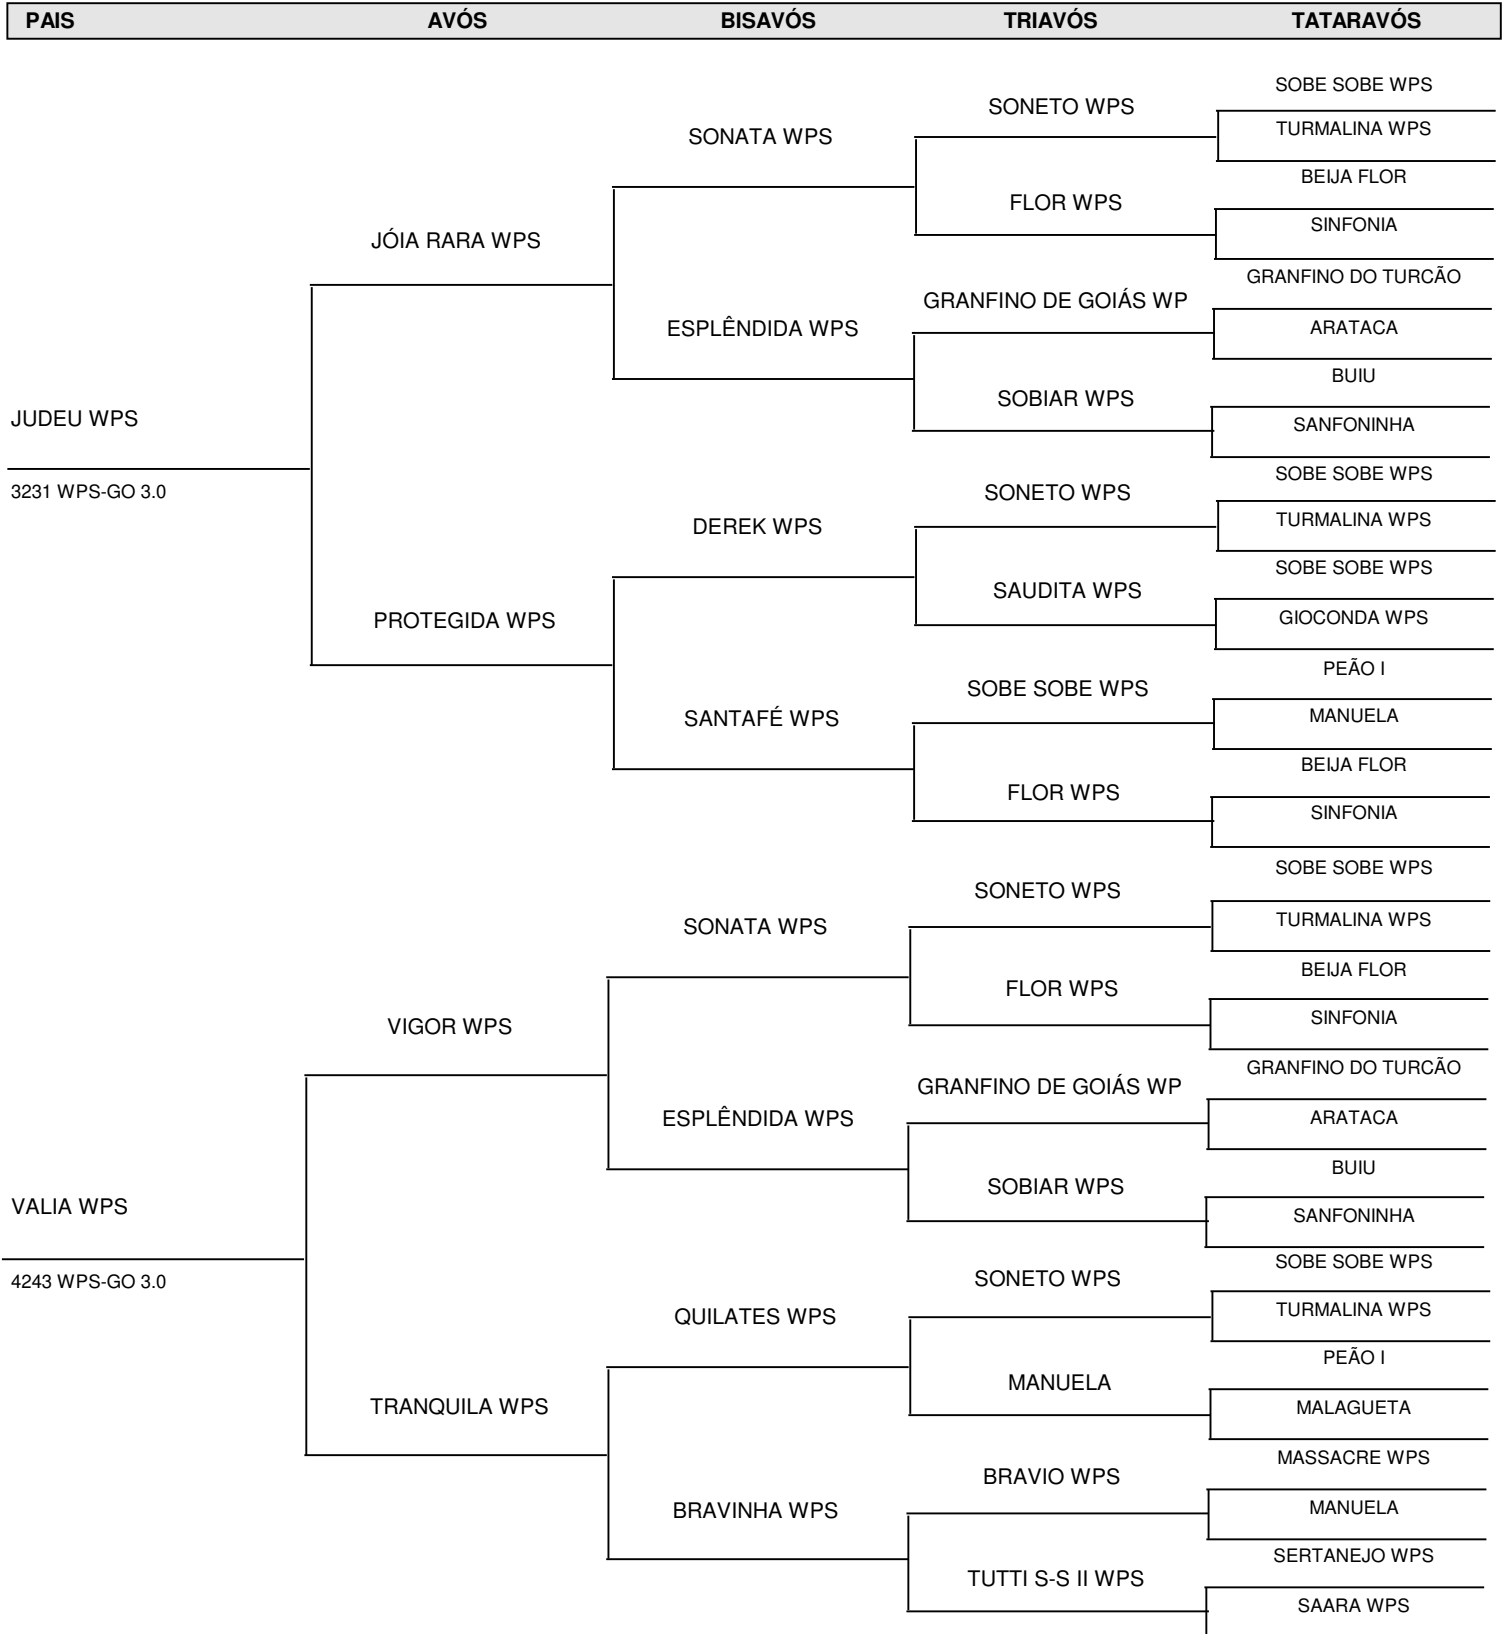 PAIS AVÓS BISAVÓS TRIAVÓS TATARAVÓS
SOBE SOBE WPS
SONETO WPS
TURMALINA WPS
SONATA WPS
BEIJA FLOR
FLOR WPS
SINFONIA
JÓIA RARA WPS
GRANFINO DO TURCÃO
GRANFINO DE GOIÁS WP
ARATACA
ESPLÊNDIDA WPS
BUIU
SOBIAR WPS
SANFONINHA
JUDEU WPS
3231 WPS-GO 3.0
SOBE SOBE WPS
SONETO WPS
TURMALINA WPS
DEREK WPS
SOBE SOBE WPS
SAUDITA WPS
GIOCONDA WPS
PROTEGIDA WPS
PEÃO I
SOBE SOBE WPS
MANUELA
SANTAFÉ WPS
BEIJA FLOR
FLOR WPS
SINFONIA
SOBE SOBE WPS
SONETO WPS
TURMALINA WPS
SONATA WPS
BEIJA FLOR
FLOR WPS
SINFONIA
VIGOR WPS
GRANFINO DO TURCÃO
GRANFINO DE GOIÁS WP
ARATACA
ESPLÊNDIDA WPS
BUIU
SOBIAR WPS
SANFONINHA
VALIA WPS
4243 WPS-GO 3.0
SOBE SOBE WPS
SONETO WPS
TURMALINA WPS
QUILATES WPS
PEÃO I
MANUELA
MALAGUETA
TRANQUILA WPS
MASSACRE WPS
BRAVIO WPS
MANUELA
BRAVINHA WPS
SERTANEJO WPS
TUTTI S-S II WPS
SAARA WPS